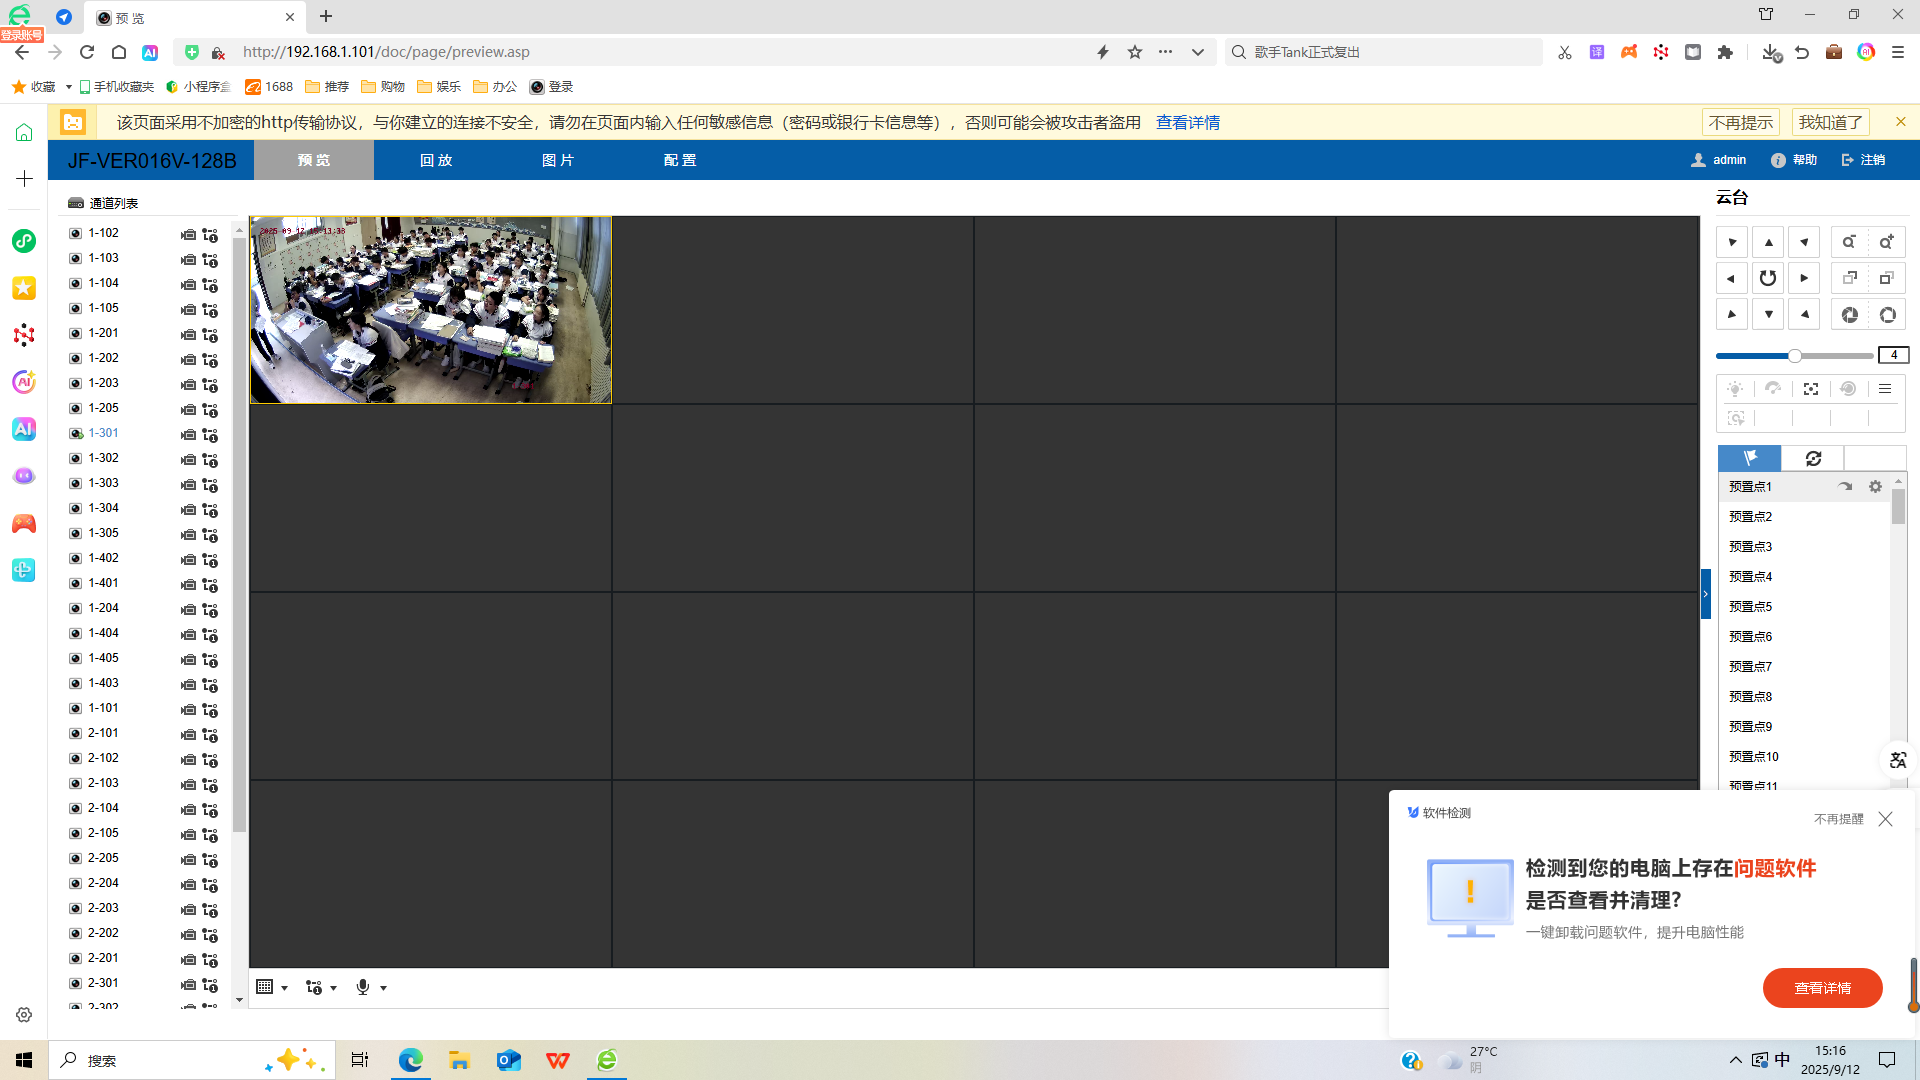 登录账号
预 览
http://192.168.1.101/doc/page/preview.asp
歌手Tank正式复出
收藏
手机收藏夹
小程序盒
1688
推荐
购物
娱乐
办公
登录
该页面采用不加密的http传输协议，与你建立的连接不安全，请勿在页面内输入任何敏感信息（密码或银行卡信息等），否则可能会被攻击者盗用 查看详情
不再提示
我知道了
JF-VER016V-128B
预 览
回 放
图 片
配 置
admin
帮助
注销
通道列表
1-102
1-103
1-104
1-105
1-201
1-202
1-203
1-205
1-301
1-302
1-303
1-304
1-305
1-402
1-401
1-204
1-404
1-405
1-403
1-101
2-101
2-102
2-103
2-104
2-105
2-205
2-204
2-203
2-202
2-201
2-301
2-302
云台
4
预置点1
预置点2
预置点3
预置点4
预置点5
预置点6
预置点7
预置点8
预置点9
预置点10
预置点11
软件检测
不再提醒
检测到您的电脑上存在问题软件
是否查看并清理?
一键卸载问题软件，提升电脑性能
查看详情
搜索
27°C
阴
中
15:16
2025/9/12